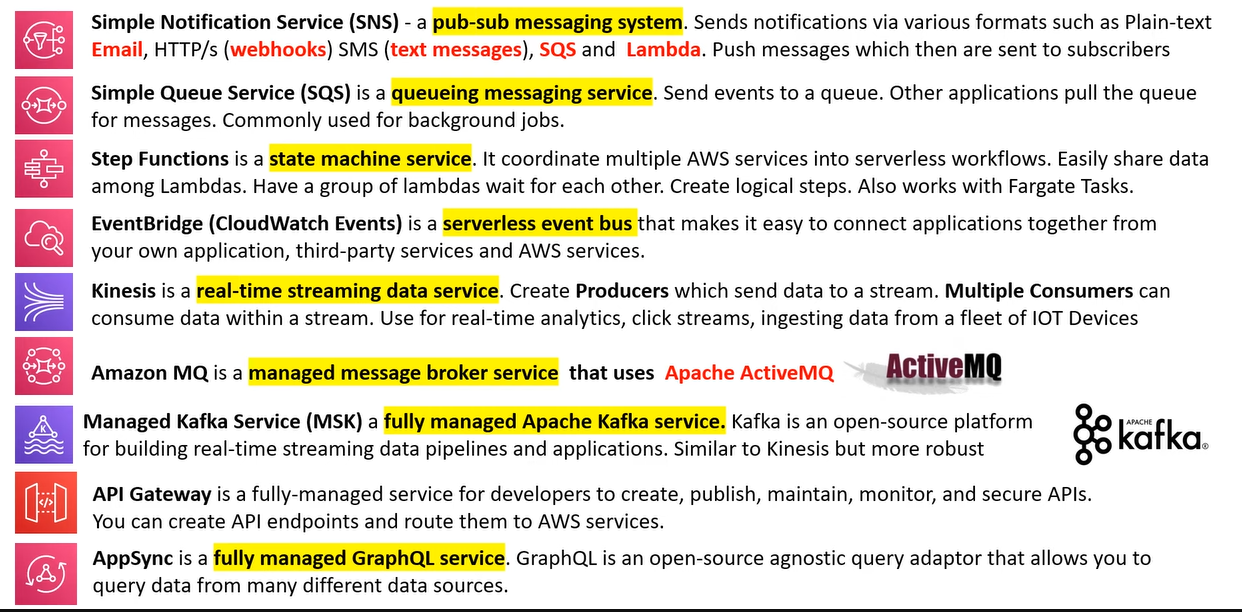 Simple Notification Service (SNS) - a pub-sub messaging system. Sends notifications via various formats such as Plain-text
Email, HTTP/s (webhooks) SMS (text messages), SQS and Lambda. Push messages which then are sent to subscribers
Simple Queue Service (SQS) is a queueing messaging service. Send events to a queue. Other applications pull the queue
for messages. Commonly used for background jobs.
Step Functions is a state machine service. It coordinate multiple AWS services into serverless workflows. Easily share data
among Lambdas. Have a group of lambdas wait for each other. Create logical steps. Also works with Fargate Tasks.
EventBridge (CloudWatch Events) is a serverless event bus that makes it easy to connect applications together from
your own application, third-party services and AWS services.
Kinesis is a real-time streaming data service. Create Producers which send data to a stream. Multiple Consumers can
consume data within a stream. Use for real-time analytics, click streams, ingesting data from a fleet of IOT Devices
Amazon MQ is a managed message broker service that uses Apache ActiveMQ
ActiveMQ
Managed Kafka Service (MSK) a fully managed Apache Kafka service. Kafka is an open-source platform
for building real-time streaming data pipelines and applications. Similar to Kinesis but more robust
K
APACHE
kafka®
API Gateway is a fully-managed service for developers to create, publish, maintain, monitor, and secure APIs.
You can create API endpoints and route them to AWS services.
</>
AppSync is a fully managed GraphQL service. GraphQL is an open-source agnostic query adaptor that allows you to
query data from many different data sources.